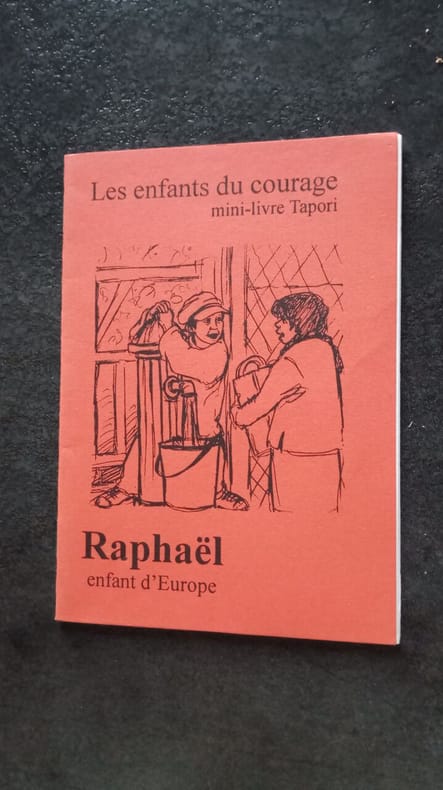 Les enfants du courage
mini-livre Tapori
Raphaël
enfant d'Europe